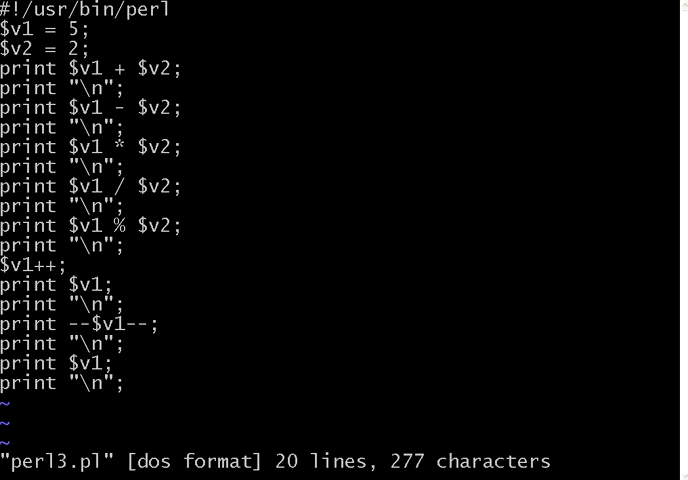 #!/usr/bin/perl
$v1 = 5;
$v2 = 2;
print $v1 + $v2;
print "\n";
print $v1 - $v2;
print "\n";
print $v1 * $v2;
print "\n";
print $v1 / $v2;
print "\n";
print $v1 % $v2;
print "\n";
$v1++;
print $v1;
print "\n";
print --$v1--;
print "\n";
print $v1;
print "\n";
~
~
~
"perl3.pl" [dos format] 20 lines, 277 characters